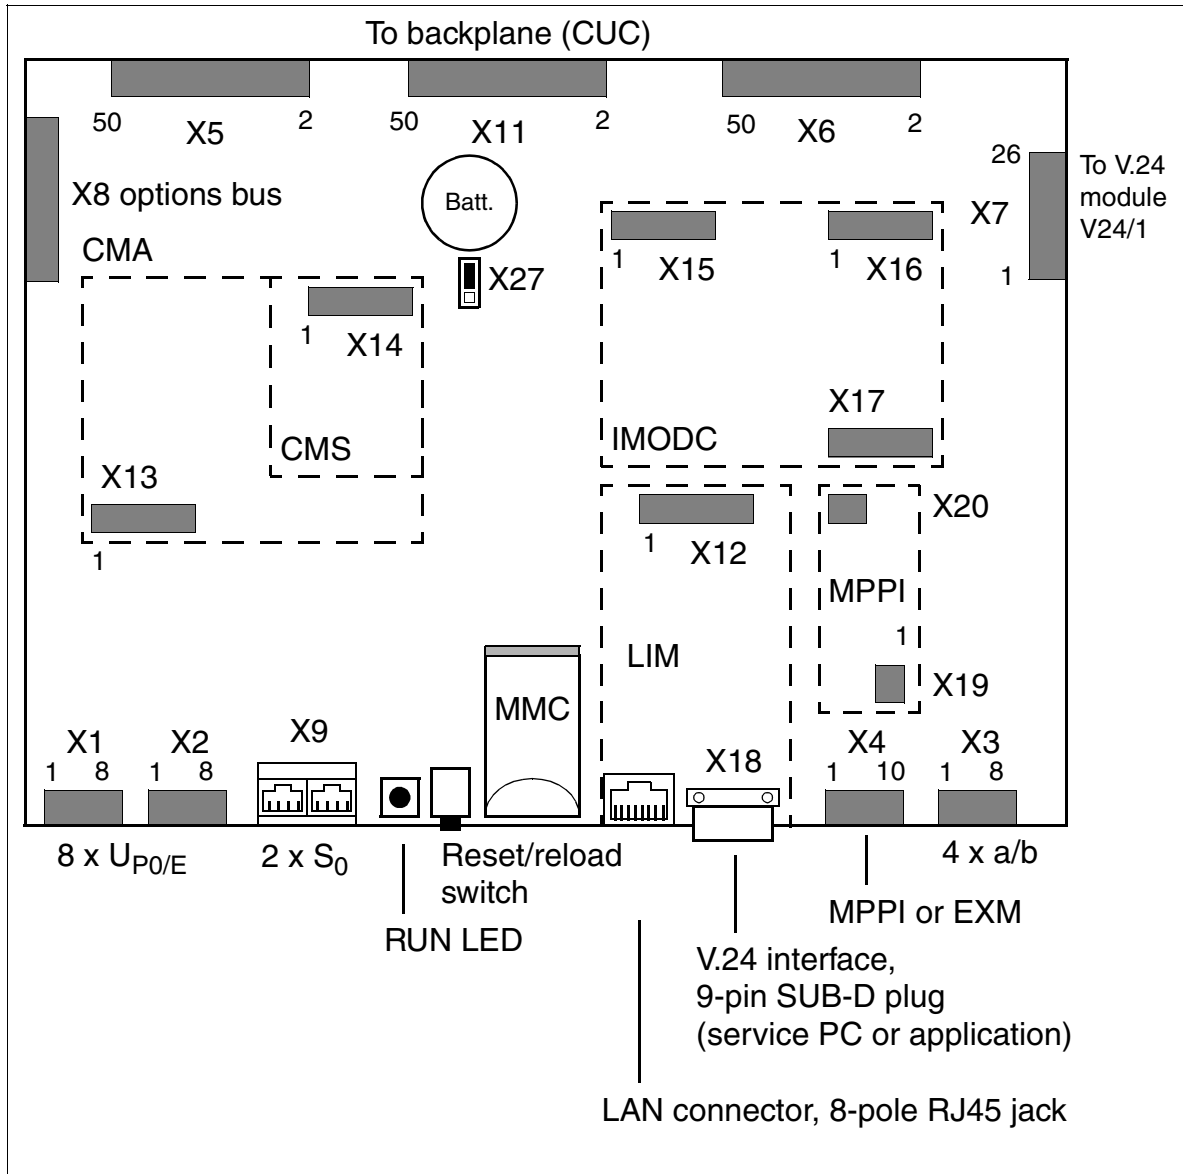 To backplane (CUC)
50 X5 2
50 X11 2
50 X6 2
X8 options bus
Batt.
26
X7
1
To V.24
module
V24/1
CMA
X27
1 X15
1 X16
1 X14
X17
CMS
IMODC
X13
1
1 X12
X20
MPPI
1
X19
LIM
MMC
X1
1 8
X2
1 8
X9
X18
X4
1 10
X3
1 8
8 x UP0/E
2 x S0
Reset/reload
switch
RUN LED
4 x a/b
MPPI or EXM
V.24 interface,
9-pin SUB-D plug
(service PC or application)
LAN connector, 8-pole RJ45 jack